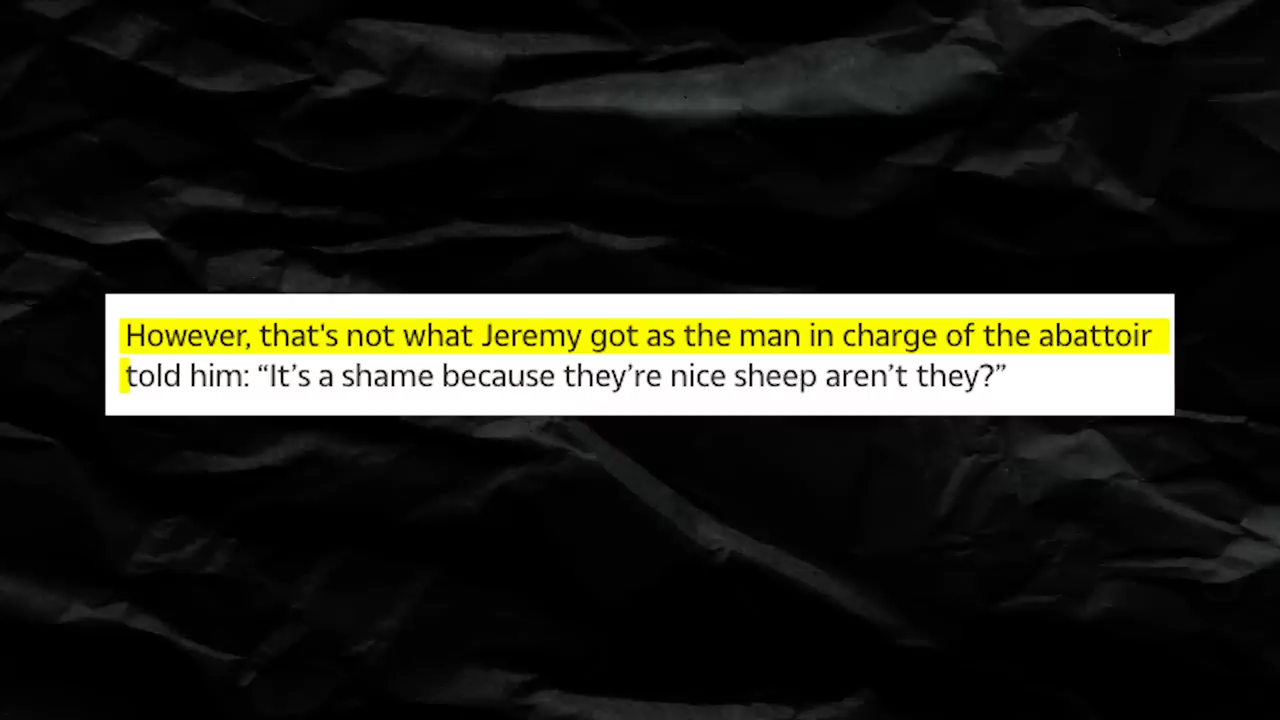 However, that's not what Jeremy got as the man in charge of the abattoir
told him: “It’s a shame because they’re nice sheep aren’t they?”